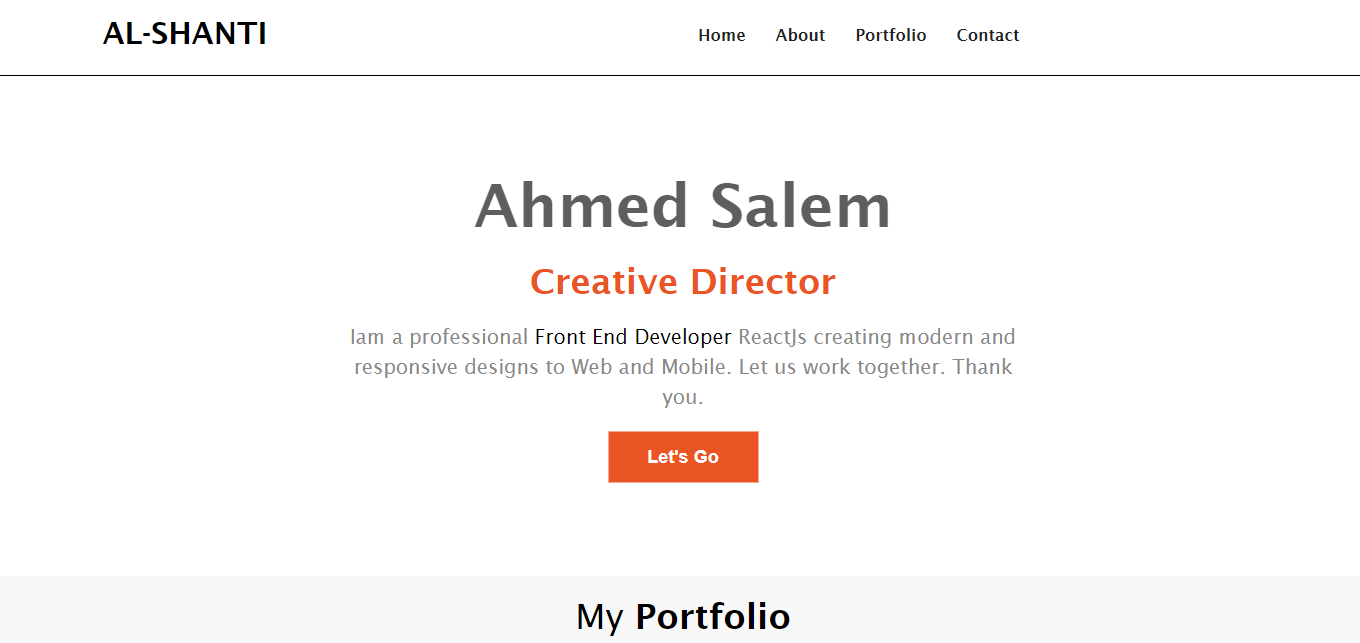 AL-SHANTI
Home About Portfolio Contact
Ahmed Salem
Creative Director
Iam a professional Front End Developer ReactJs creating modern and
responsive designs to Web and Mobile. Let us work together. Thank
you.
Let's Go
My Portfolio